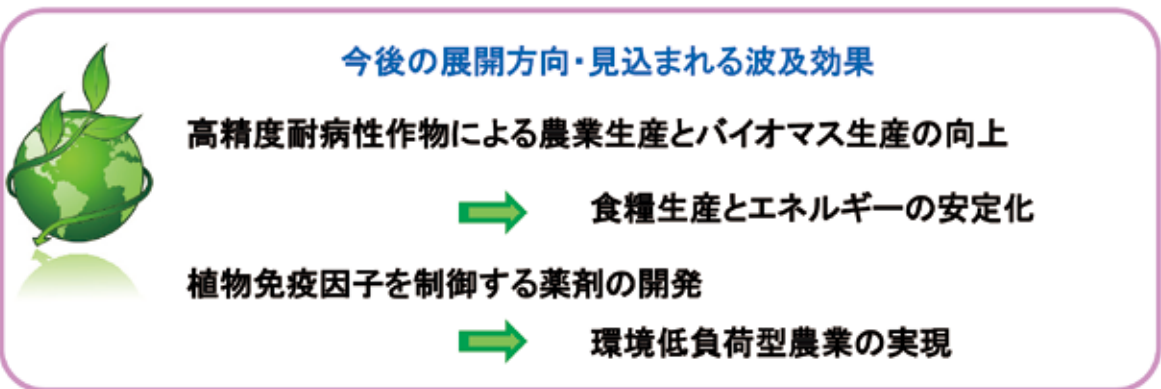 今後の展開方向・見込まれる波及効果
高精度耐病性作物による農業生産とバイオマス生産の向上
食糧生産とエネルギーの安定化
植物免疫因子を制御する薬剤の開発
環境低負荷型農業の実現